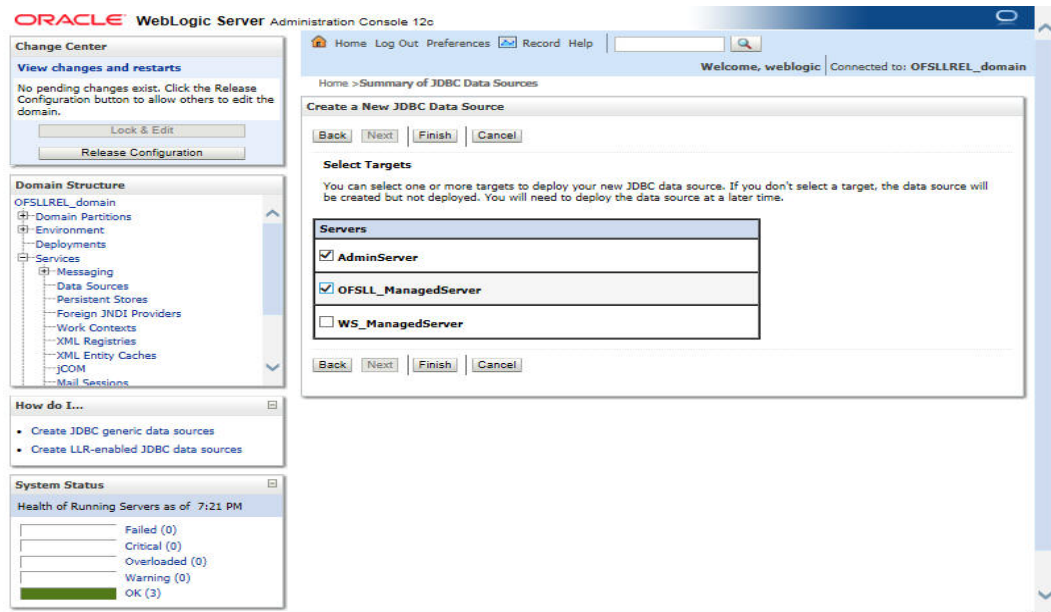 ORACLE WebLogic Server Administration Console 12c
Change Center
View changes and restarts
No pending changes exist. Click the Release
Configuration button to allow others to edit the
domain.
Lock & Edit
Release Configuration
Domain Structure
OFSLLREL_domain
Domain Partitions
Environment
Deployments
Services
Messaging
Data Sources
Persistent Stores
Foreign JNDI Providers
Work Contexts
XML Registries
XML Entity Caches
jCOM
Mail Sessions
How do I...
Create JDBC generic data sources
Create LLR-enabled JDBC data sources
System Status
Health of Running Servers as of 7:21 PM
Failed (0)
Critical (0)
Overloaded (0)
Warning (0)
OK (3)
Home Log Out Preferences Record Help
Welcome, weblogic Connected to: OFSLLREL_domain
Home >Summary of JDBC Data Sources
Create a New JDBC Data Source
Back Next Finish Cancel
Select Targets
You can select one or more targets to deploy your new JDBC data source. If you don't select a target, the data source will
be created but not deployed. You will need to deploy the data source at a later time.
Servers
AdminServer
OFSLL_ManagedServer
WS_ManagedServer
Back Next Finish Cancel